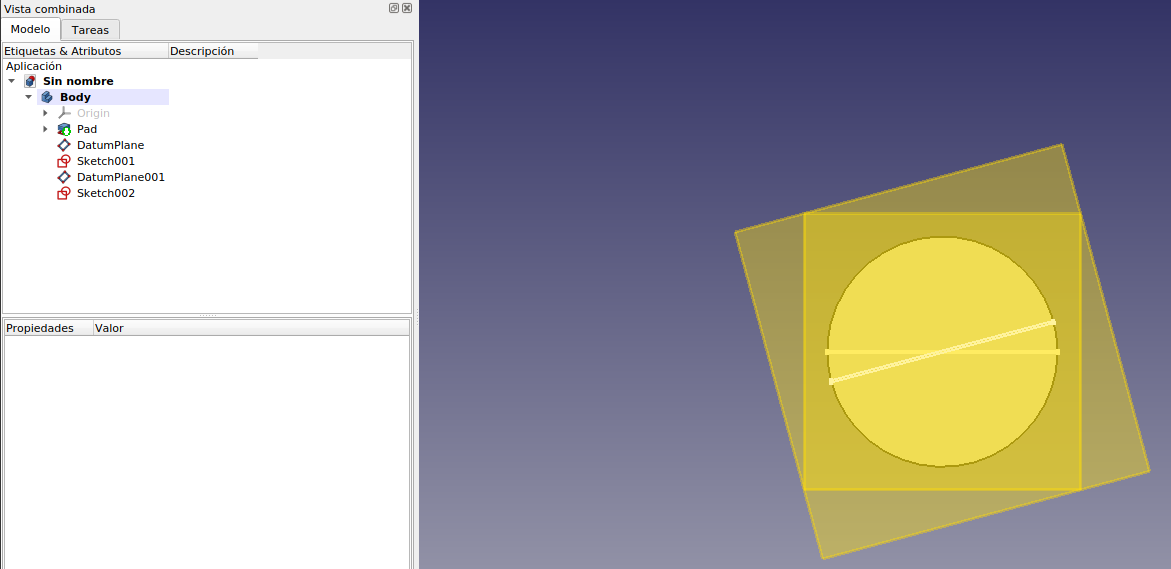 Vista combinada
Modelo Tareas
Etiquetas & Atributos Descripción
Aplicación
Sin nombre
Body
Origin
Pad
DatumPlane
Sketch001
DatumPlane001
Sketch002
Propiedades Valor